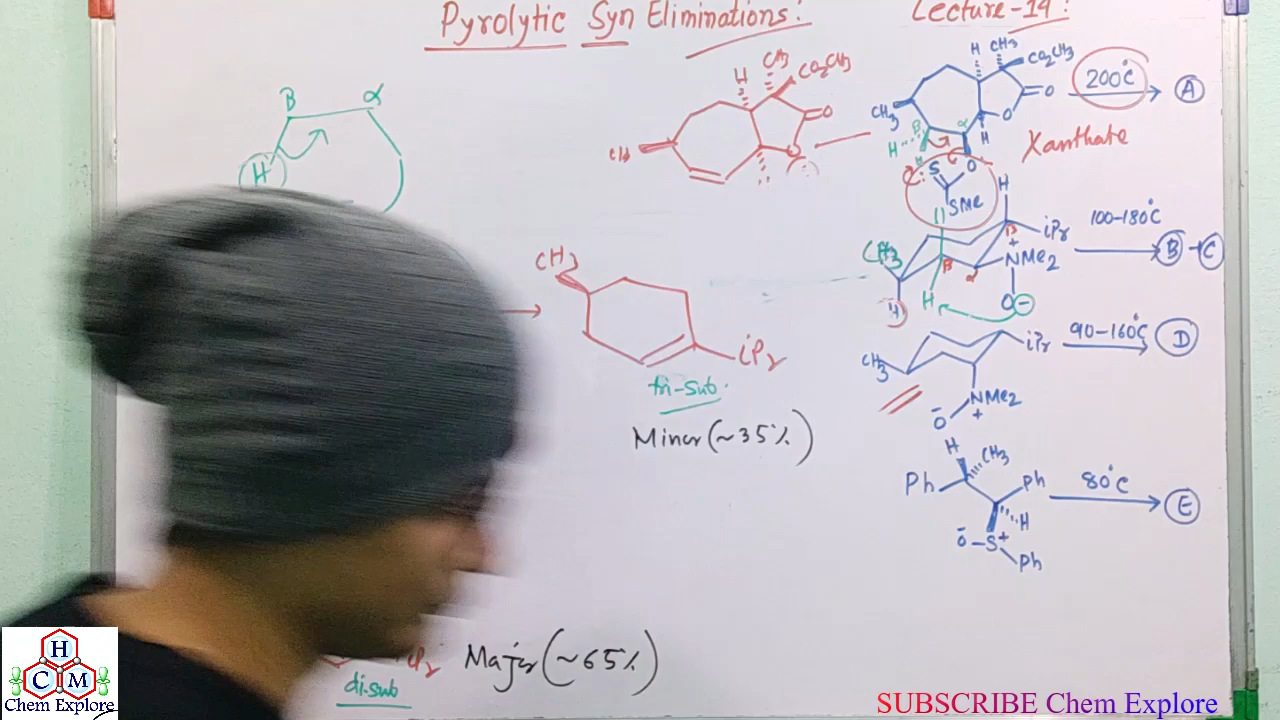 Pyrolytic Syn Eliminations:
Lecture-14:
B α
H
H CH3 CO2CH3
O
O
H CH3 CO2CH3
O
O
CH3
H
B α
H
200°C
A
Xanthate
S O
SMe
H
CH3
H
B
α
B
iPr
+
NMe2
O −
H
100-180°C
B + C
CH3
iPr
tri-sub.
Minor (~35%)
CH3
iPr
NMe2
+
O −
90-160°C
D
H CH3
Ph Ph
H
O − S +
Ph
80°C
E
iPr
di.sub
Major (~65%)
H
C M
Chem Explore
SUBSCRIBE Chem Explore